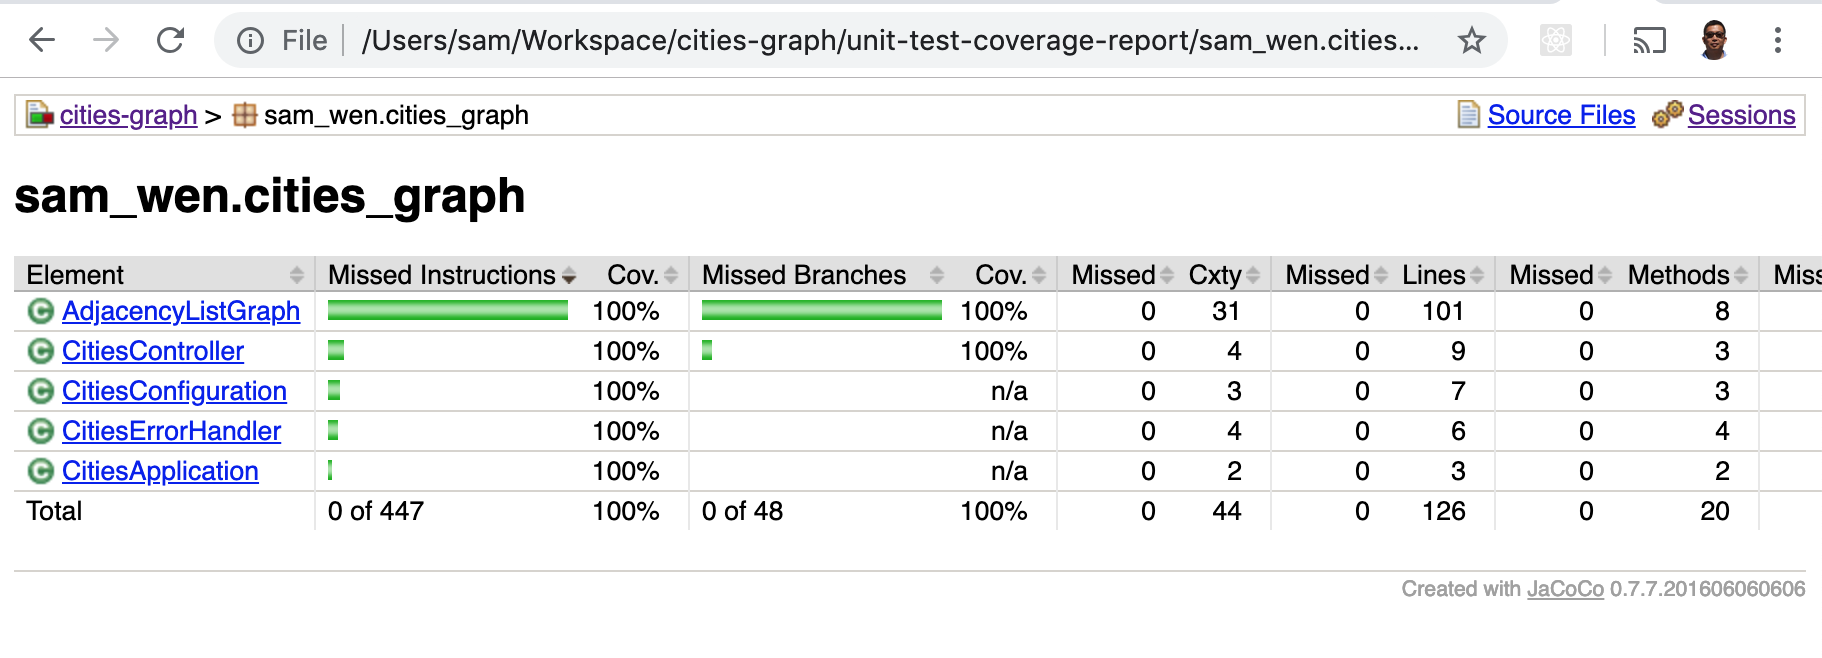 File /Users/sam/Workspace/cities-graph/unit-test-coverage-report/sam_wen.cities...
cities-graph > sam_wen.cities_graph Source Files Sessions
sam_wen.cities_graph
Element Missed Instructions Cov. Missed Branches Cov. Missed Cxty Missed Lines Missed Methods Miss
AdjacencyListGraph 100% 100% 0 31 0 101 0 8
CitiesController 100% 100% 0 4 0 9 0 3
CitiesConfiguration 100% n/a 0 3 0 7 0 3
CitiesErrorHandler 100% n/a 0 4 0 6 0 4
CitiesApplication 100% n/a 0 2 0 3 0 2
Total 0 of 447 100% 0 of 48 100% 0 44 0 126 0 20
Created with JaCoCo 0.7.7.201606060606